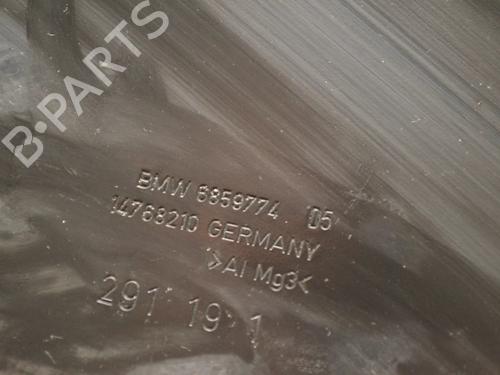 B-PARTS
BMW 6859774 05
14768210 GERMANY
>Al Mg3<
291 19 1